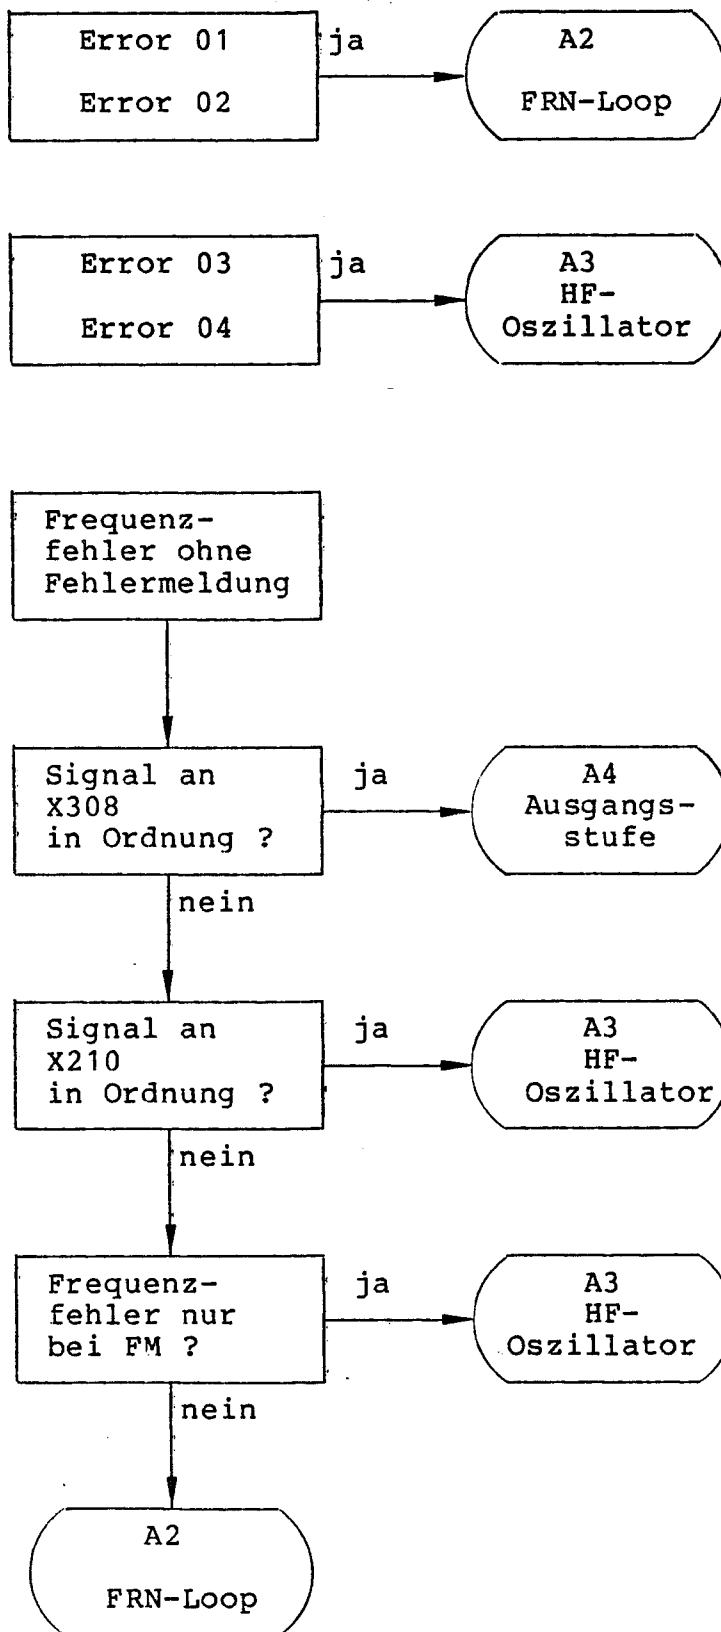 Error 01
Error 02
ja
A2
FRN-Loop
Error 03
Error 04
ja
A3
HF-
Oszillator
Frequenz-
fehler ohne
Fehlermeldung
Signal an
X308
in Ordnung ?
ja
A4
Ausgangs-
stufe
nein
Signal an
X210
in Ordnung ?
ja
A3
HF-
Oszillator
nein
Frequenz-
fehler nur
bei FM ?
ja
A3
HF-
Oszillator
nein
A2
FRN-Loop